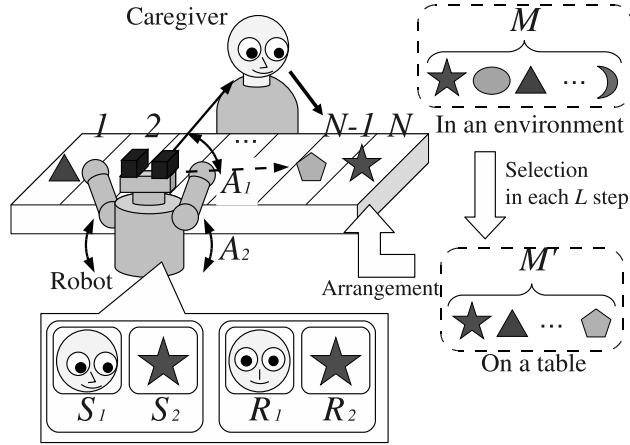 Caregiver
M
In an environment
1 2 ... N-1 N
A1
A2
Robot
Selection
in each L step
Arrangement
M'
On a table
S1 S2 R1 R2